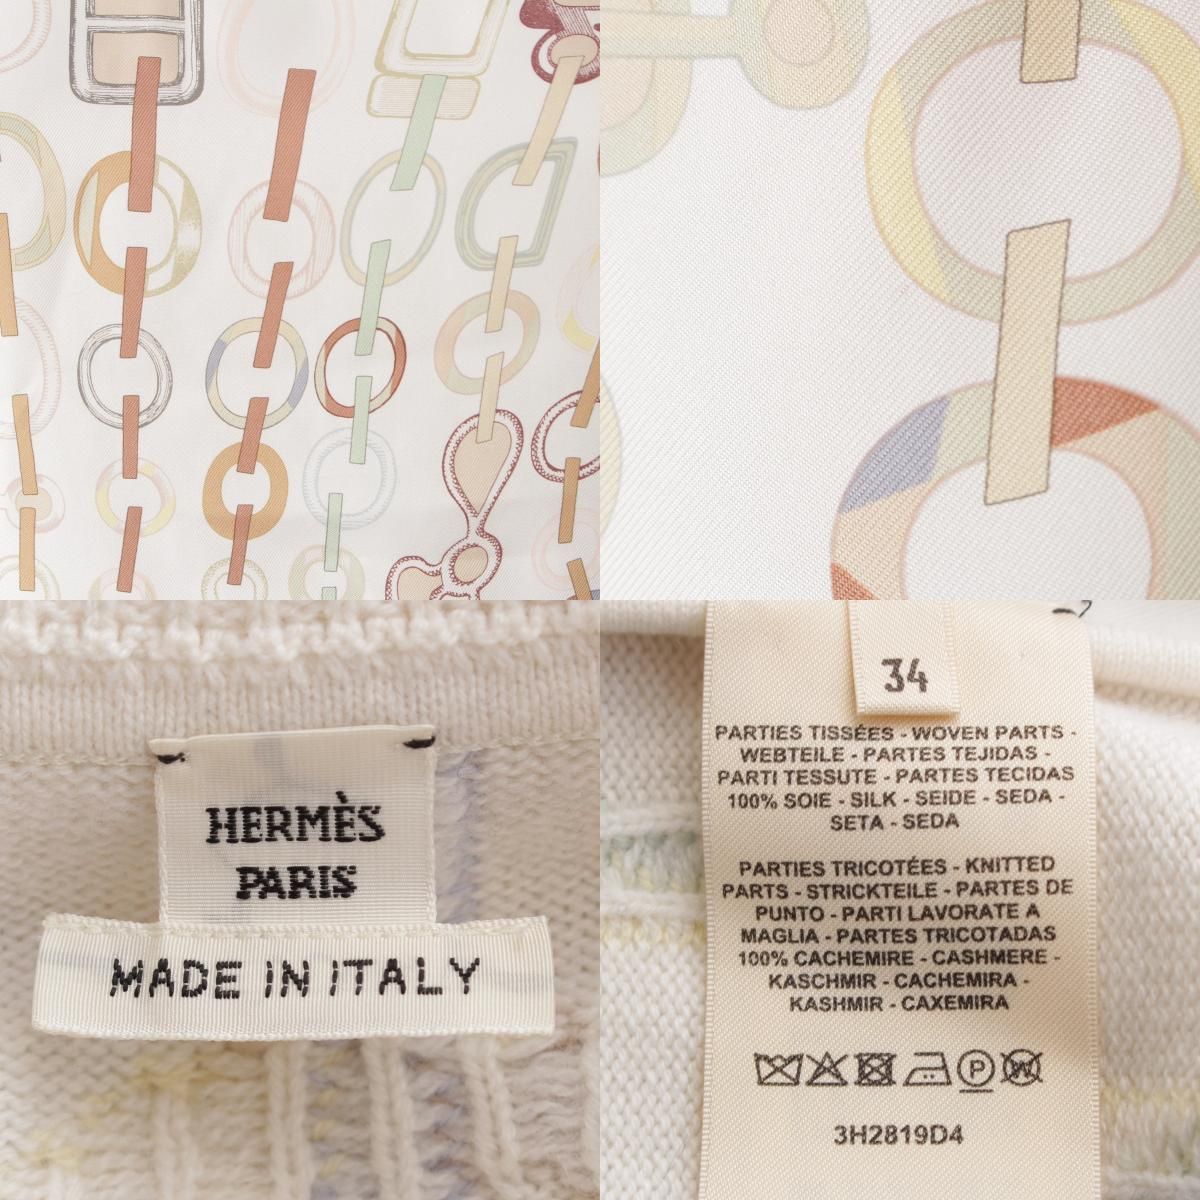 HERMÈS
PARIS
MADE IN ITALY
34
PARTIES TISSÉES - WOVEN PARTS -
WEBTEILE - PARTES TEJIDAS -
PARTI TESSUTE - PARTES TECIDAS
100% SOIE - SILK - SEIDE - SEDA -
SETA - SEDA
PARTIES TRICOTÉES - KNITTED
PARTS - STRICKTEILE - PARTES DE
PUNTO - PARTI LAVORATE A
MAGLIA - PARTES TRICOTADAS
100% CACHEMIRE - CASHMERE -
KASCHMIR - CACHEMIRA -
KASHMIR - CAXEMIRA
P W
3H2819D4